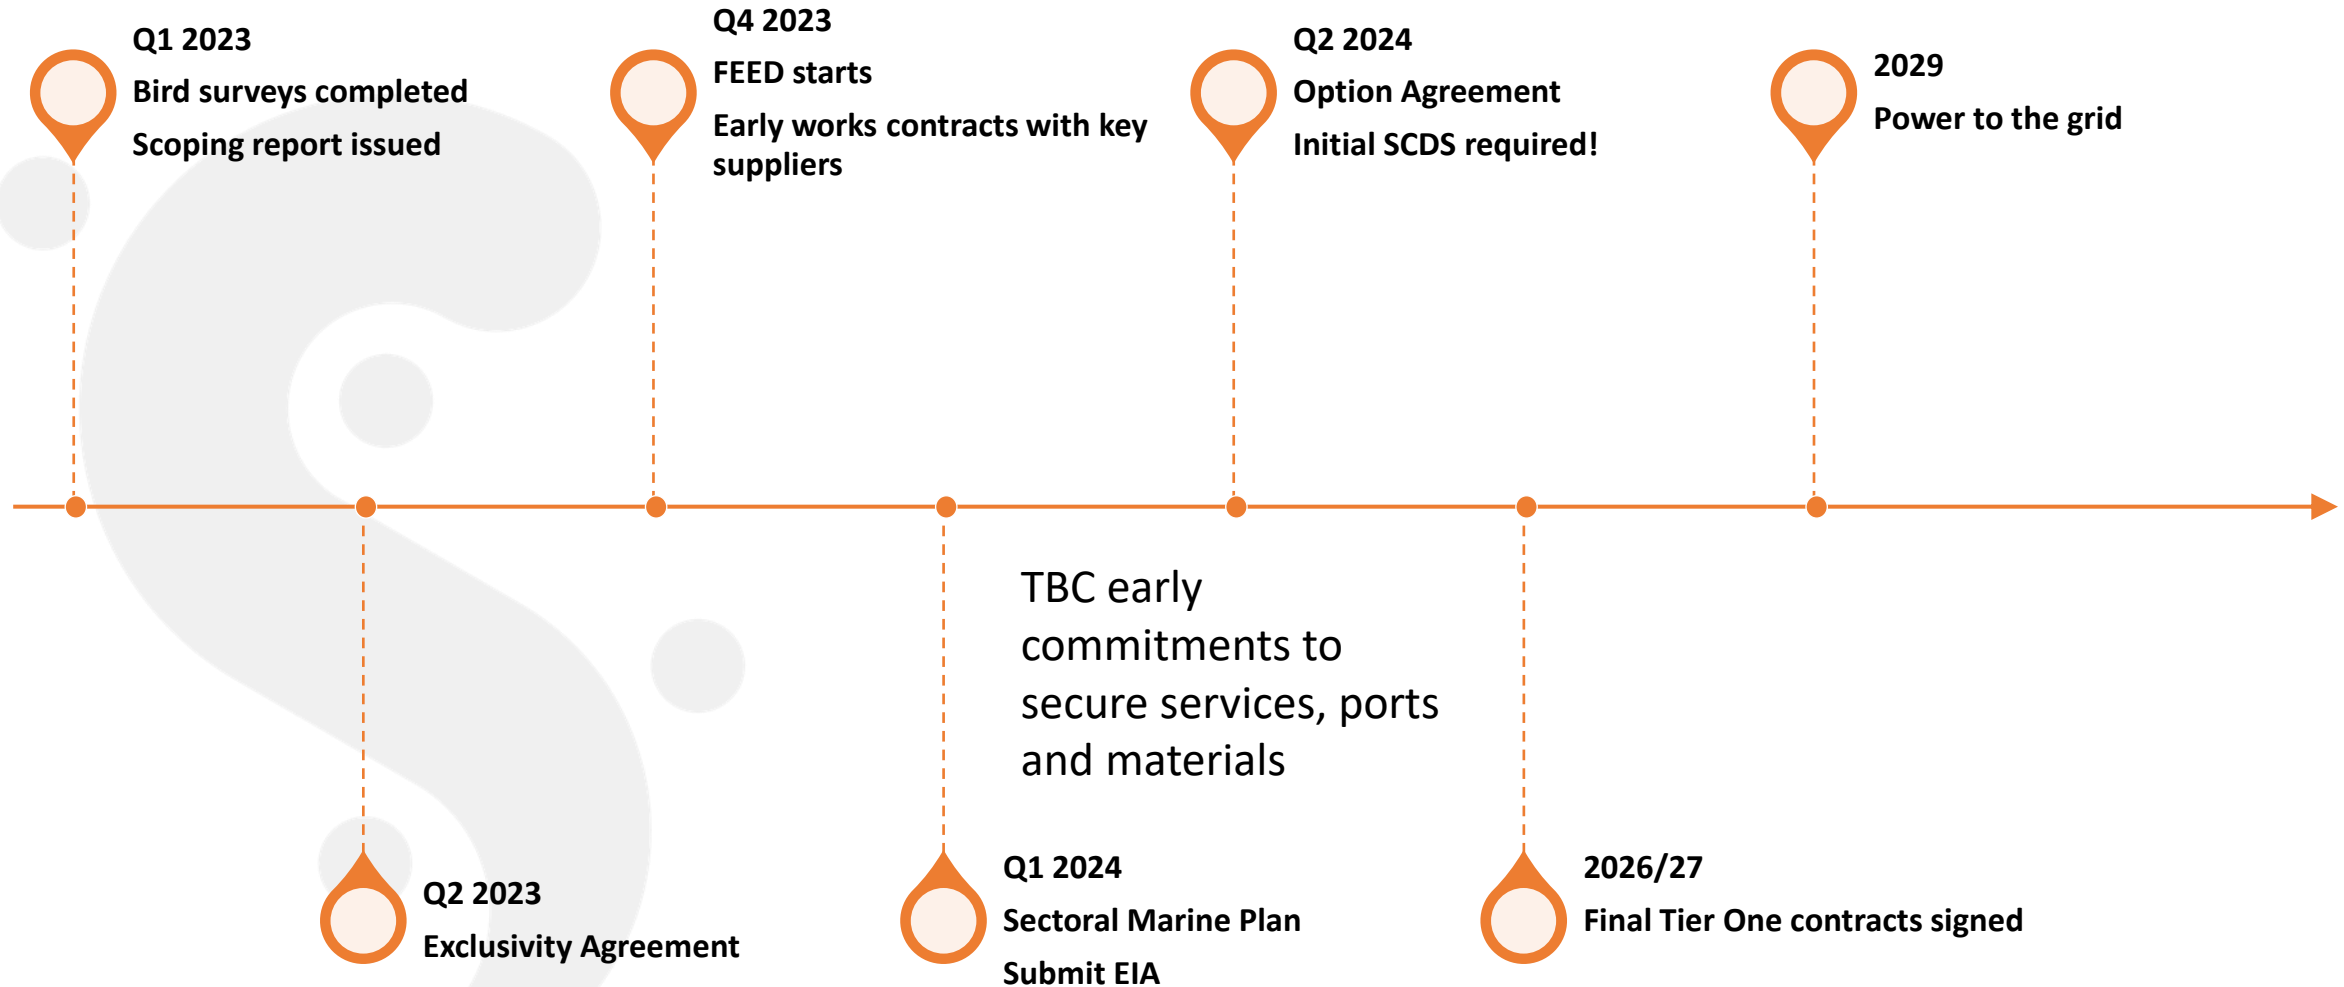 Q1 2023
Bird surveys completed
Scoping report issued
Q4 2023
FEED starts
Early works contracts with key
suppliers
Q2 2024
Option Agreement
Initial SCDS required!
2029
Power to the grid
TBC early
commitments to
secure services, ports
and materials
Q2 2023
Exclusivity Agreement
Q1 2024
Sectoral Marine Plan
Submit EIA
2026/27
Final Tier One contracts signed